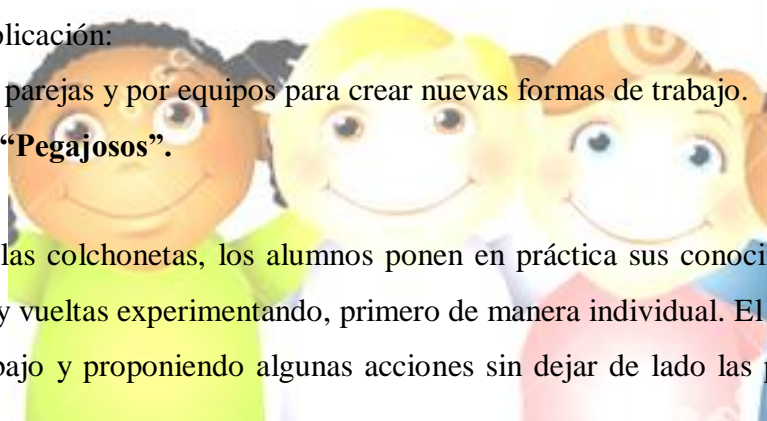 plicación:
parejas y por equipos para crear nuevas formas de trabajo.
“Pegajosos”.
las colchonetas, los alumnos ponen en práctica sus conoci
y vueltas experimentando, primero de manera individual. El
bajo y proponiendo algunas acciones sin dejar de lado las p